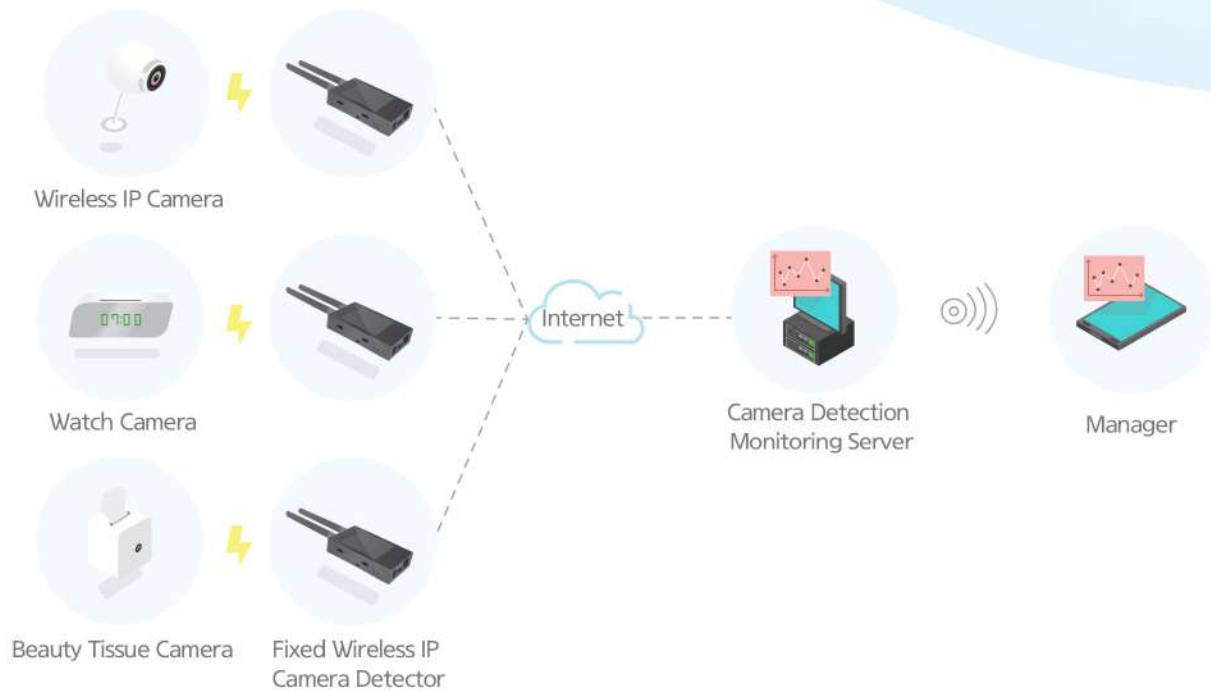 Wireless IP Camera
07:00
Watch Camera
Beauty Tissue Camera
Fixed Wireless IP
Camera Detector
Internet
Camera Detection
Monitoring Server
Manager